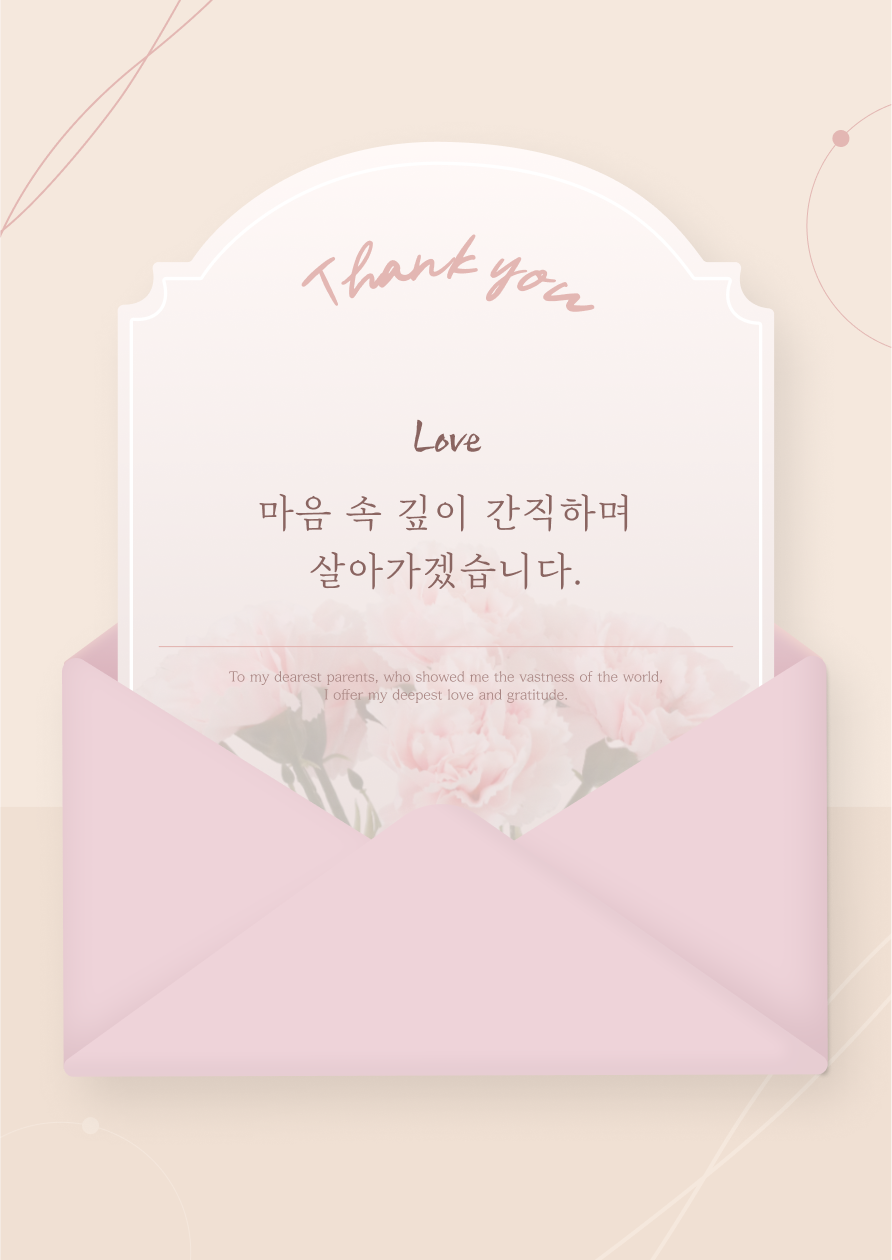 Thank you
Love
마음 속 깊이 간직하며
살아가겠습니다.
To my dearest parents, who showed me the vastness of the world,
I offer my deepest love and gratitude.